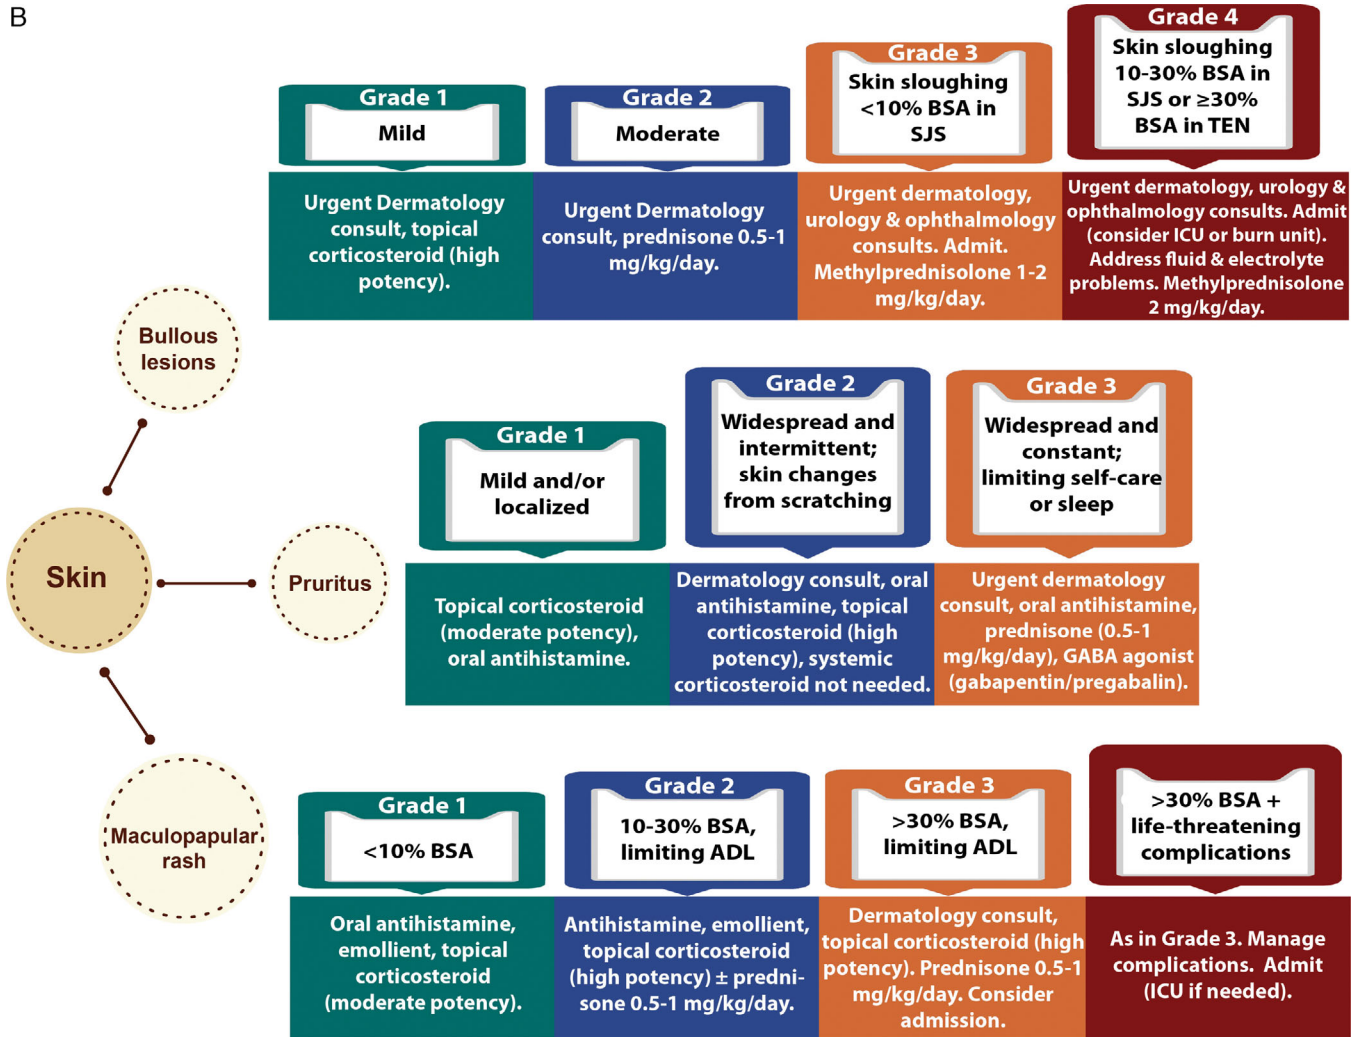 B
Grade 1
Mild
Urgent Dermatology
consult, topical
corticosteroid (high
potency).
Grade 2
Moderate
Urgent Dermatology
consult, prednisone 0.5-1
mg/kg/day.
Grade 3
Skin sloughing
<10% BSA in
SJS
Urgent dermatology,
urology & ophthalmology
consults. Admit.
Methylprednisolone 1-2
mg/kg/day.
Grade 4
Skin sloughing
10-30% BSA in
SJS or ≥30%
BSA in TEN
Urgent dermatology, urology &
ophthalmology consults. Admit
(consider ICU or burn unit).
Address fluid & electrolyte
problems. Methylprednisolone
2 mg/kg/day.
Bullous
lesions
Skin
Pruritus
Grade 1
Mild and/or
localized
Topical corticosteroid
(moderate potency),
oral antihistamine.
Grade 2
Widespread and
intermittent;
skin changes
from scratching
Dermatology consult, oral
antihistamine, topical
corticosteroid (high
potency), systemic
corticosteroid not needed.
Grade 3
Widespread and
constant;
limiting self-care
or sleep
Urgent dermatology
consult, oral antihistamine,
prednisone (0.5-1
mg/kg/day), GABA agonist
(gabapentin/pregabalin).
Maculopapular
rash
Grade 1
<10% BSA
Oral antihistamine,
emollient, topical
corticosteroid
(moderate potency).
Grade 2
10-30% BSA,
limiting ADL
Antihistamine, emollient,
topical corticosteroid
(high potency) ± predni-
sone 0.5-1 mg/kg/day.
Grade 3
>30% BSA,
limiting ADL
Dermatology consult,
topical corticosteroid (high
potency). Prednisone 0.5-1
mg/kg/day. Consider
admission.
>30% BSA +
life-threatening
complications
As in Grade 3. Manage
complications. Admit
(ICU if needed).